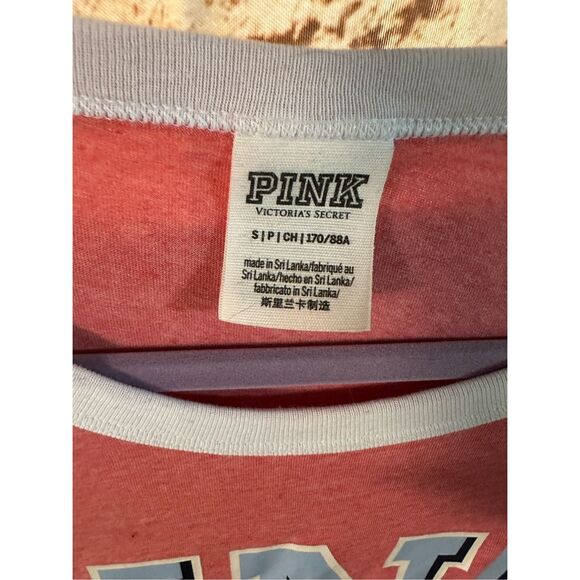 PINK
VICTORIA'S SECRET
S | P | CH | 170/88A
made in Sri Lanka/fabriqué au
Sri Lanka/hecho en Sri Lanka/
fabbricato in Sri Lanka/
斯里兰卡制造